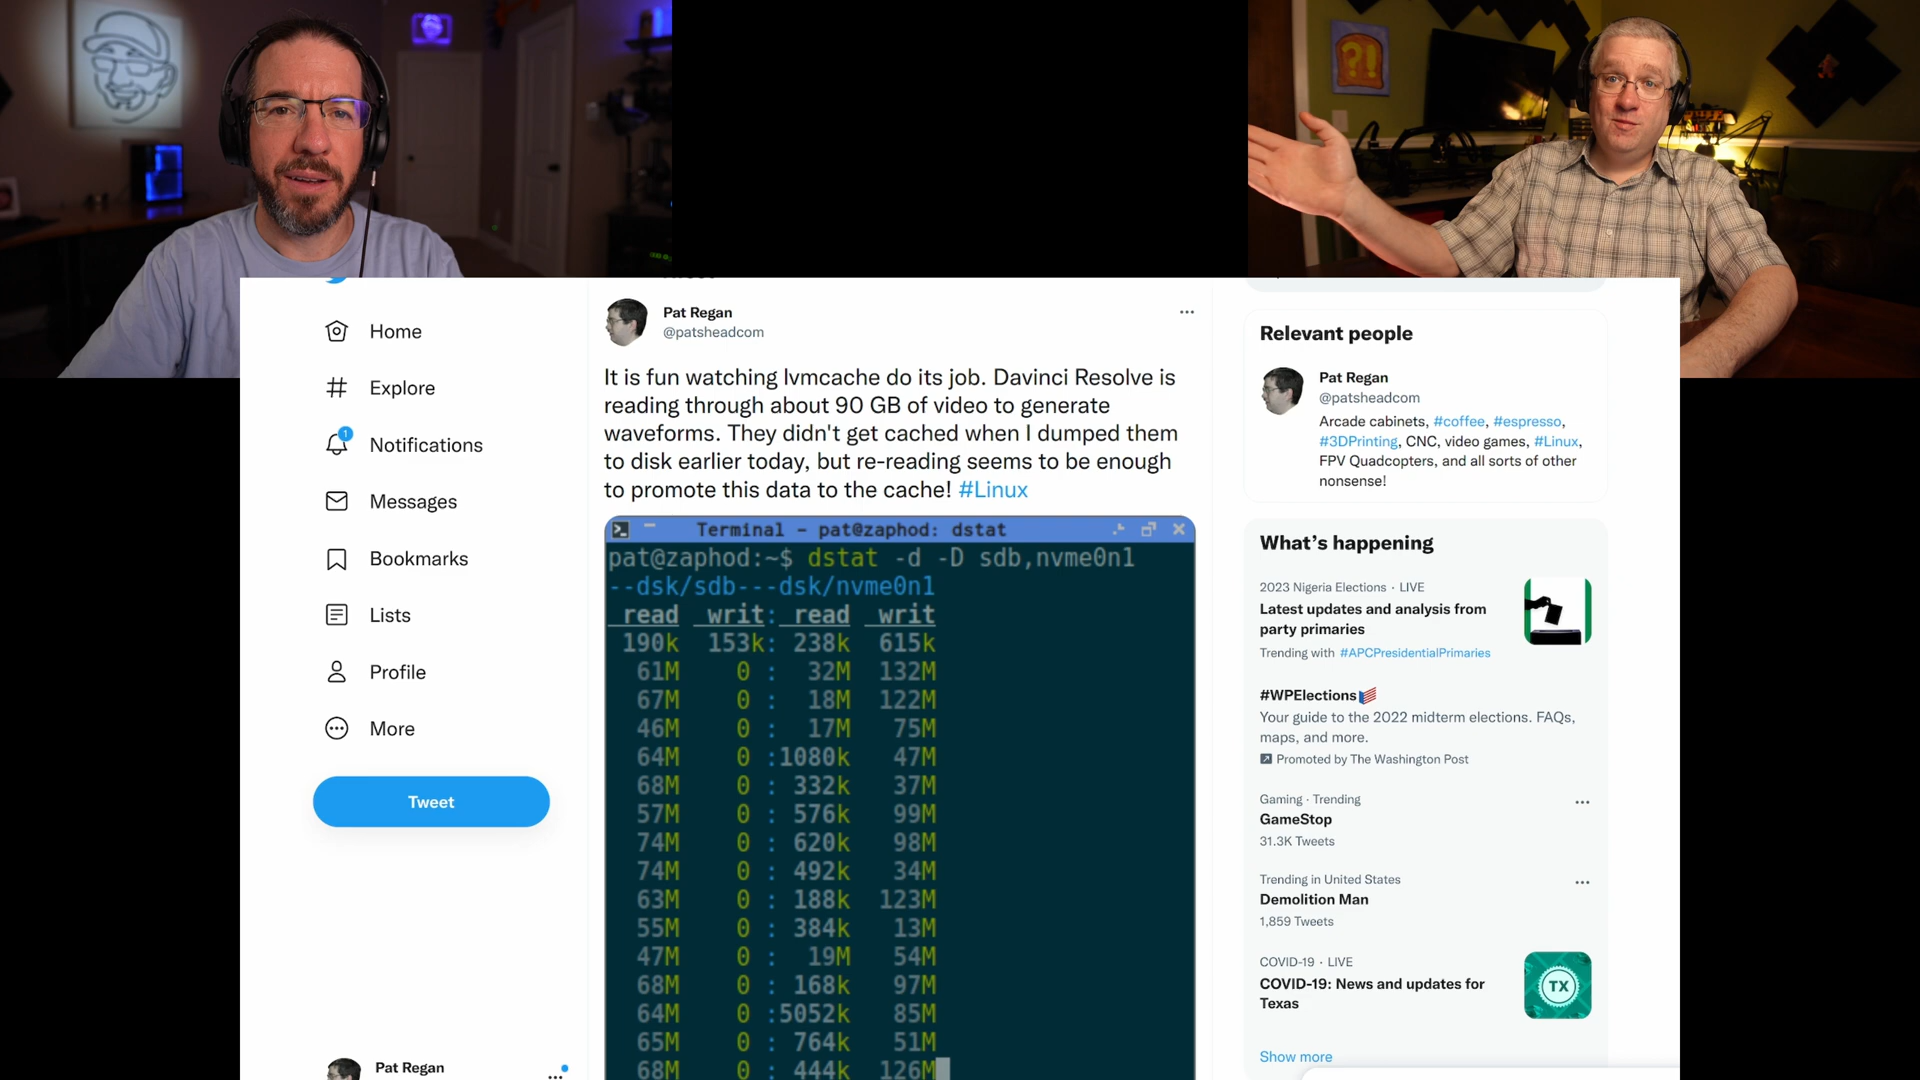 ?!
Home
Explore
1
Notifications
Messages
Bookmarks
Lists
Profile
More
Tweet
Pat Regan
Pat Regan
@patsheadcom
It is fun watching lvmcache do its job. Davinci Resolve is
reading through about 90 GB of video to generate
waveforms. They didn't get cached when I dumped them
to disk earlier today, but re-reading seems to be enough
to promote this data to the cache! #Linux
Terminal - pat@zaphod: dstat
pat@zaphod:~$ dstat -d -D sdb,nvme0n1
--dsk/sdb---dsk/nvme0n1
read writ: read writ
190k 153k: 238k 615k
61M 0 : 32M 132M
67M 0 : 18M 122M
46M 0 : 17M 75M
64M 0 :1080k 47M
68M 0 : 332k 37M
57M 0 : 576k 99M
74M 0 : 620k 98M
74M 0 : 492k 34M
63M 0 : 188k 123M
55M 0 : 384k 13M
47M 0 : 19M 54M
68M 0 : 168k 97M
64M 0 :5052k 85M
65M 0 : 764k 51M
68M 0 : 444k 126M
Relevant people
Pat Regan
@patsheadcom
Arcade cabinets, #coffee, #espresso,
#3DPrinting, CNC, video games, #Linux,
FPV Quadcopters, and all sorts of other
nonsense!
What's happening
2023 Nigeria Elections · LIVE
Latest updates and analysis from
party primaries
Trending with #APCPresidentialPrimaries
#WPElections
Your guide to the 2022 midterm elections. FAQs,
maps, and more.
Promoted by The Washington Post
Gaming · Trending
GameStop
31.3K Tweets
Trending in United States
Demolition Man
1,859 Tweets
COVID-19 · LIVE
COVID-19: News and updates for
Texas
TX
Show more